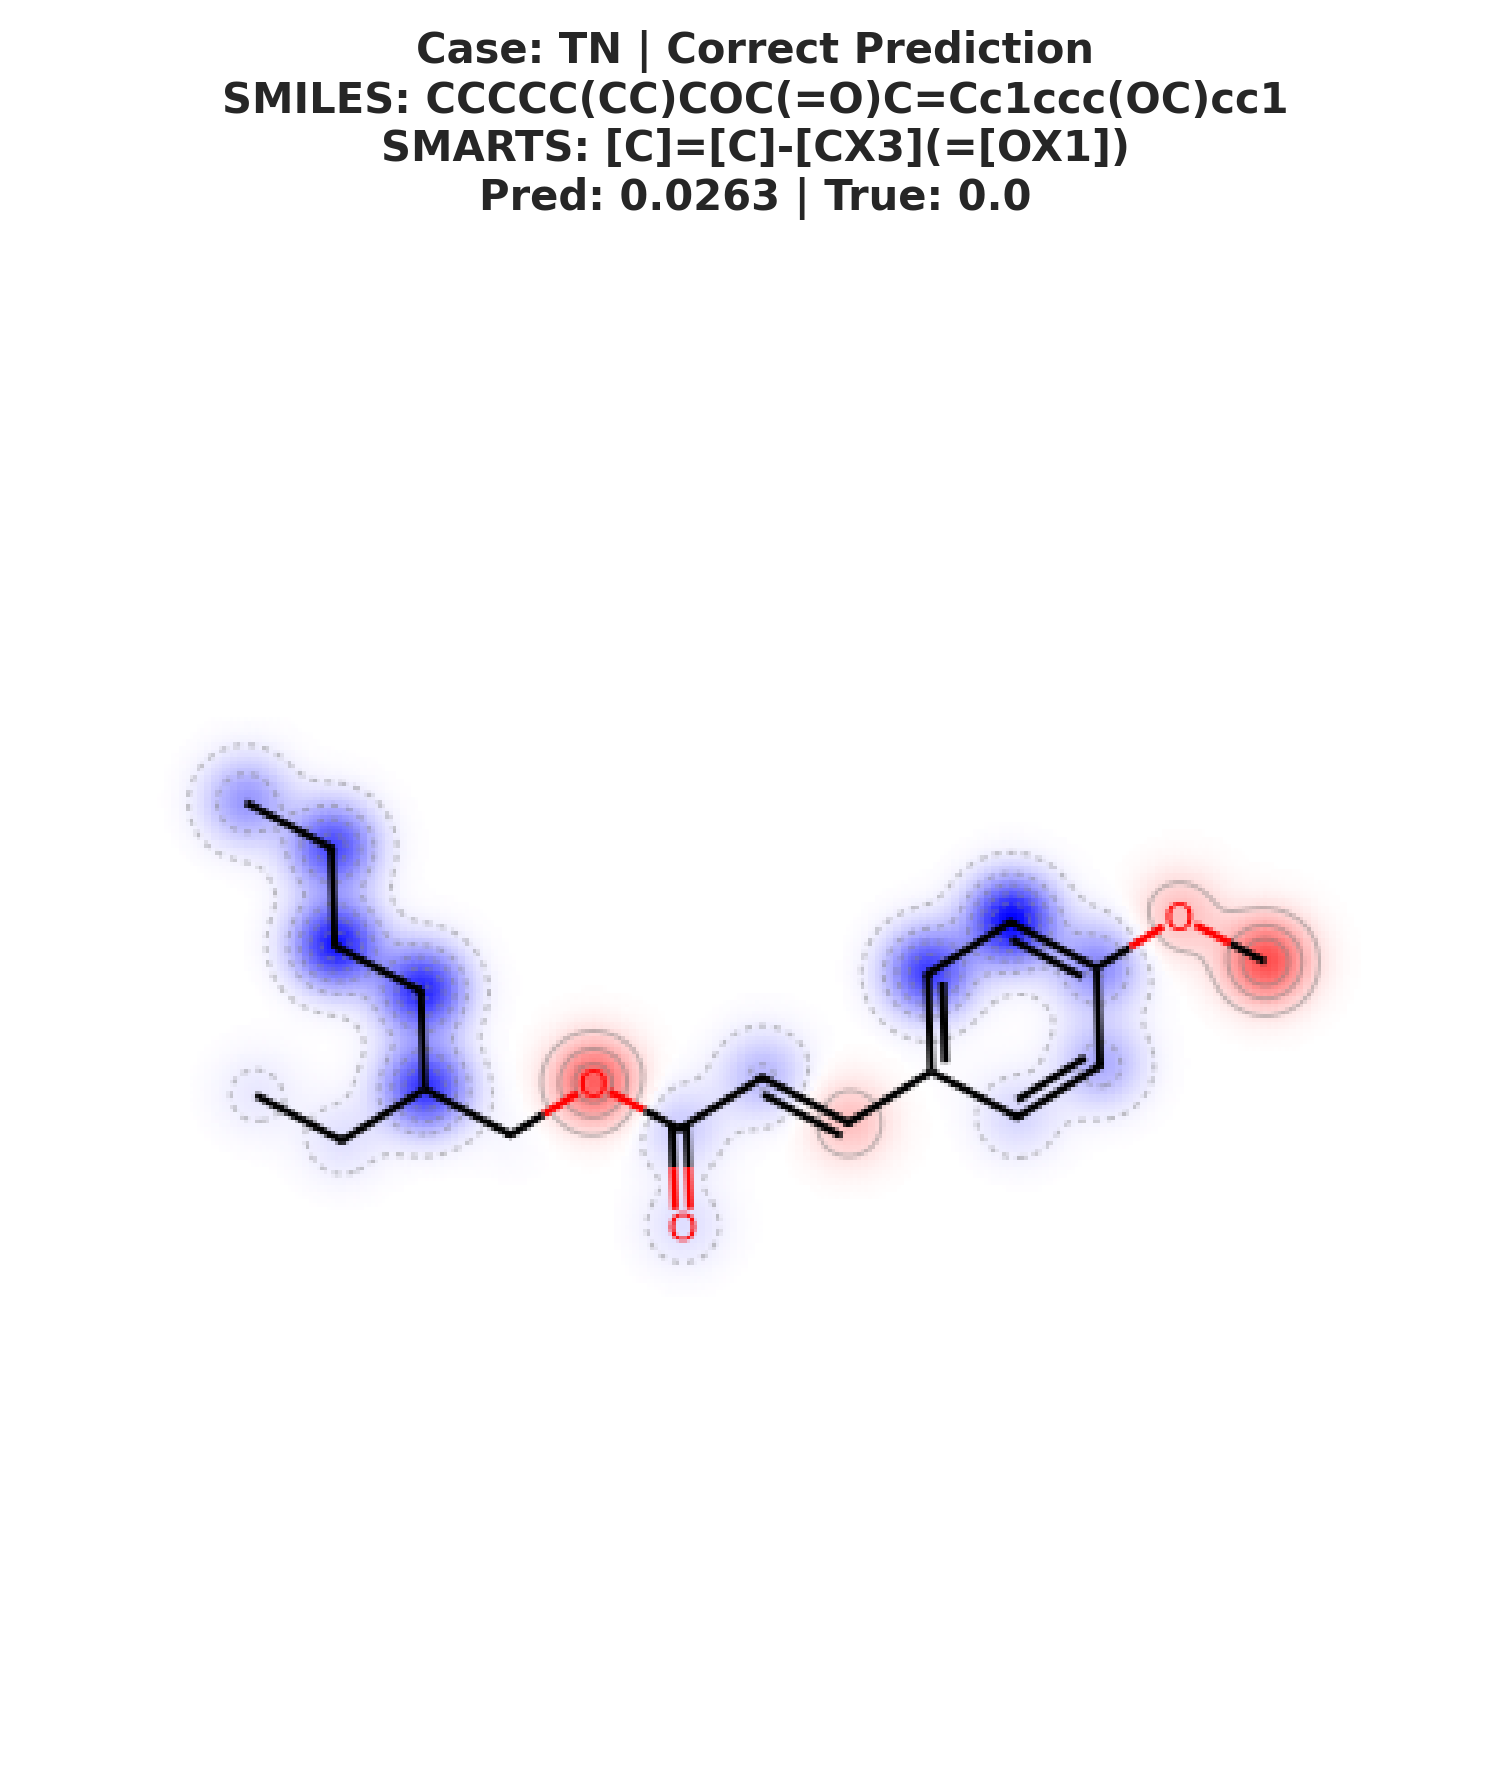 Case: TN | Correct Prediction
SMILES: CCCCC(CC)COC(=O)C=Cc1ccc(OC)cc1
SMARTS: [C]=[C]-[CX3](=[OX1])
Pred: 0.0263 | True: 0.0
O
O
O